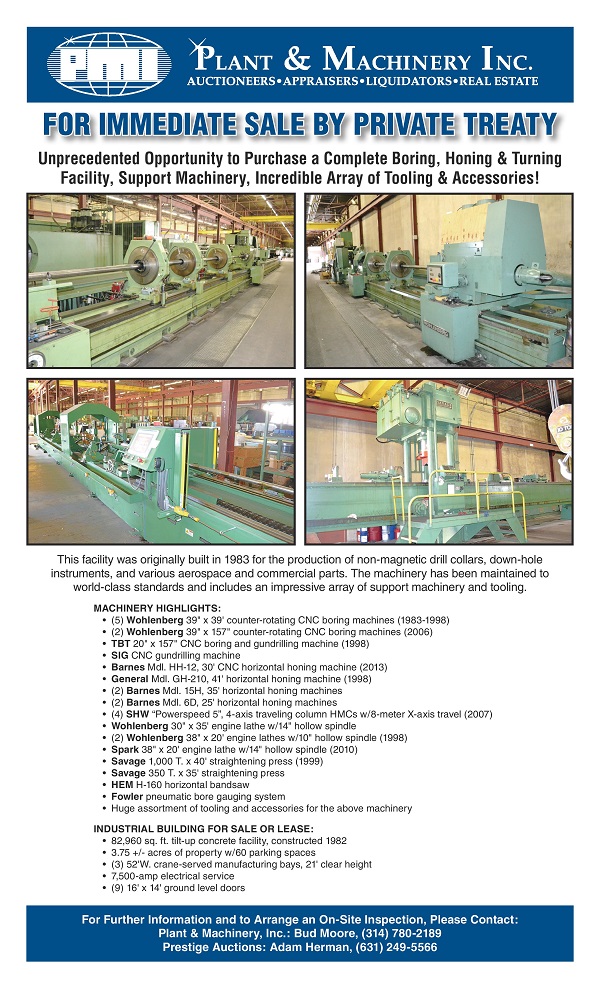 PMI
PLANT & MACHINERY INC.
AUCTIONEERS•APPRAISERS•LIQUIDATORS•REAL ESTATE
FOR IMMEDIATE SALE BY PRIVATE TREATY
Unprecedented Opportunity to Purchase a Complete Boring, Honing & Turning
Facility, Support Machinery, Incredible Array of Tooling & Accessories!
This facility was originally built in 1983 for the production of non-magnetic drill collars, down-hole
instruments, and various aerospace and commercial parts. The machinery has been maintained to
world-class standards and includes an impressive array of support machinery and tooling.
MACHINERY HIGHLIGHTS:
• (5) Wohlenberg 39" x 39' counter-rotating CNC boring machines (1983-1998)
• (2) Wohlenberg 39" x 157" counter-rotating CNC boring machines (2006)
• TBT 20" x 157" CNC boring and gundrilling machine (1998)
• SIG CNC gundrilling machine
• Barnes Mdl. HH-12, 30' CNC horizontal honing machine (2013)
• General Mdl. GH-210, 41' horizontal honing machine (1998)
• (2) Barnes Mdl. 15H, 35' horizontal honing machines
• (2) Barnes Mdl. 6D, 25' horizontal honing machines
• (4) SHW "Powerspeed 5", 4-axis traveling column HMCs w/8-meter X-axis travel (2007)
• Wohlenberg 30" x 35' engine lathe w/14" hollow spindle
• (2) Wohlenberg 38" x 20' engine lathes w/10" hollow spindle (1998)
• Spark 38" x 20' engine lathe w/14" hollow spindle (2010)
• Savage 1,000 T. x 40' straightening press (1999)
• Savage 350 T. x 35' straightening press
• HEM H-160 horizontal bandsaw
• Fowler pneumatic bore gauging system
• Huge assortment of tooling and accessories for the above machinery
INDUSTRIAL BUILDING FOR SALE OR LEASE:
• 82,960 sq. ft. tilt-up concrete facility, constructed 1982
• 3.75 +/- acres of property w/60 parking spaces
• (3) 52'W. crane-served manufacturing bays, 21' clear height
• 7,500-amp electrical service
• (9) 16' x 14' ground level doors
For Further Information and to Arrange an On-Site Inspection, Please Contact:
Plant & Machinery, Inc.: Bud Moore, (314) 780-2189
Prestige Auctions: Adam Herman, (631) 249-5566